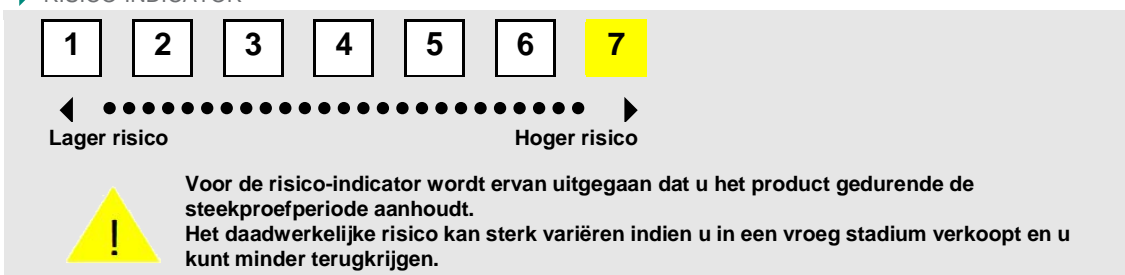 RISICO-INDICATOR
1 2 3 4 5 6 7
Lager risico Hoger risico
! Voor de risico-indicator wordt ervan uitgegaan dat u het product gedurende de
steekproefperiode aanhoudt.
Het daadwerkelijke risico kan sterk variëren indien u in een vroeg stadium verkoopt en u
kunt minder terugkrijgen.